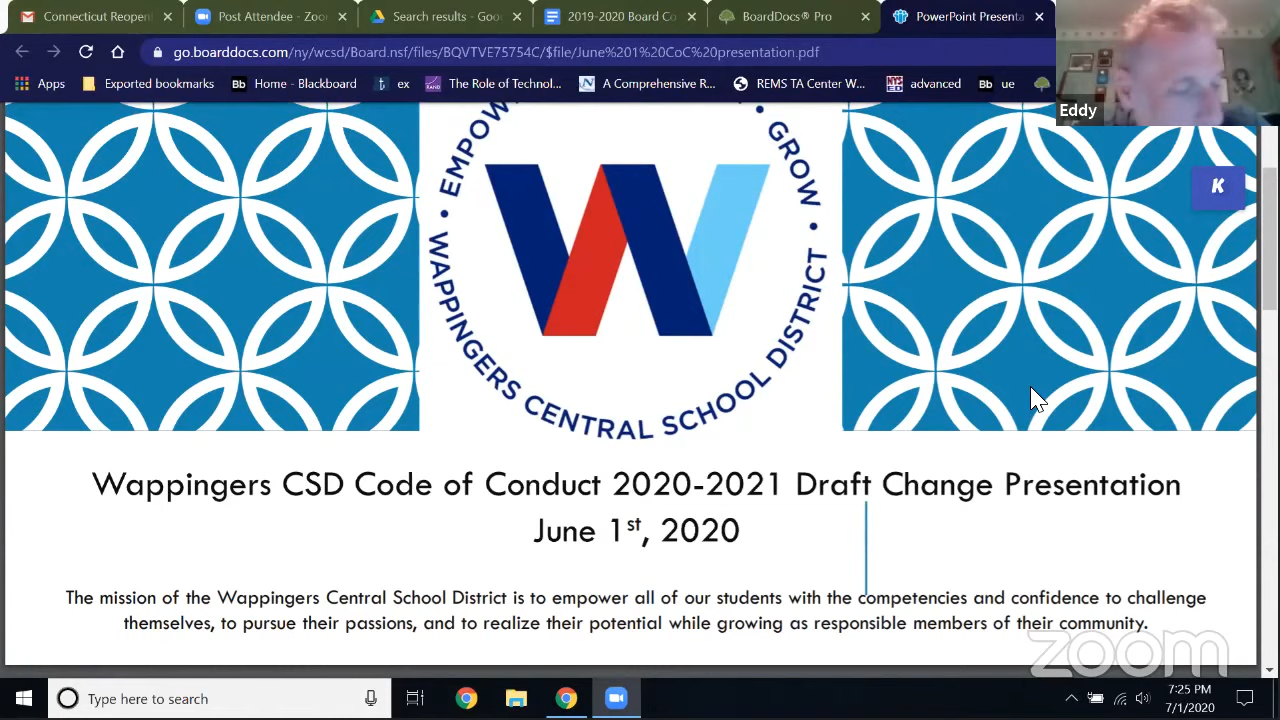 Connecticut Reopeni
Post Attendee - Zoo
Search results - Goo
2019-2020 Board Co
BoardDocs® Pro
PowerPoint Presenta
go.boarddocs.com/ny/wcsd/Board.nsf/files/BQVTVE75754C/$file/June%201%20CoC%20presentation.pdf
Apps
Exported bookmarks
Bb Home - Blackboard
t ex
The Role of Technol...
A Comprehensive R...
REMS TA Center W...
advanced
Bb ue
Eddy
K
EMPOW
GROW
WAPPINGERS CENTRAL SCHOOL DISTRICT
Wappingers CSD Code of Conduct 2020-2021 Draft Change Presentation
June 1st, 2020
The mission of the Wappingers Central School District is to empower all of our students with the competencies and confidence to challenge
themselves, to pursue their passions, and to realize their potential while growing as responsible members of their community.
zoom
Type here to search
7:25 PM
7/1/2020